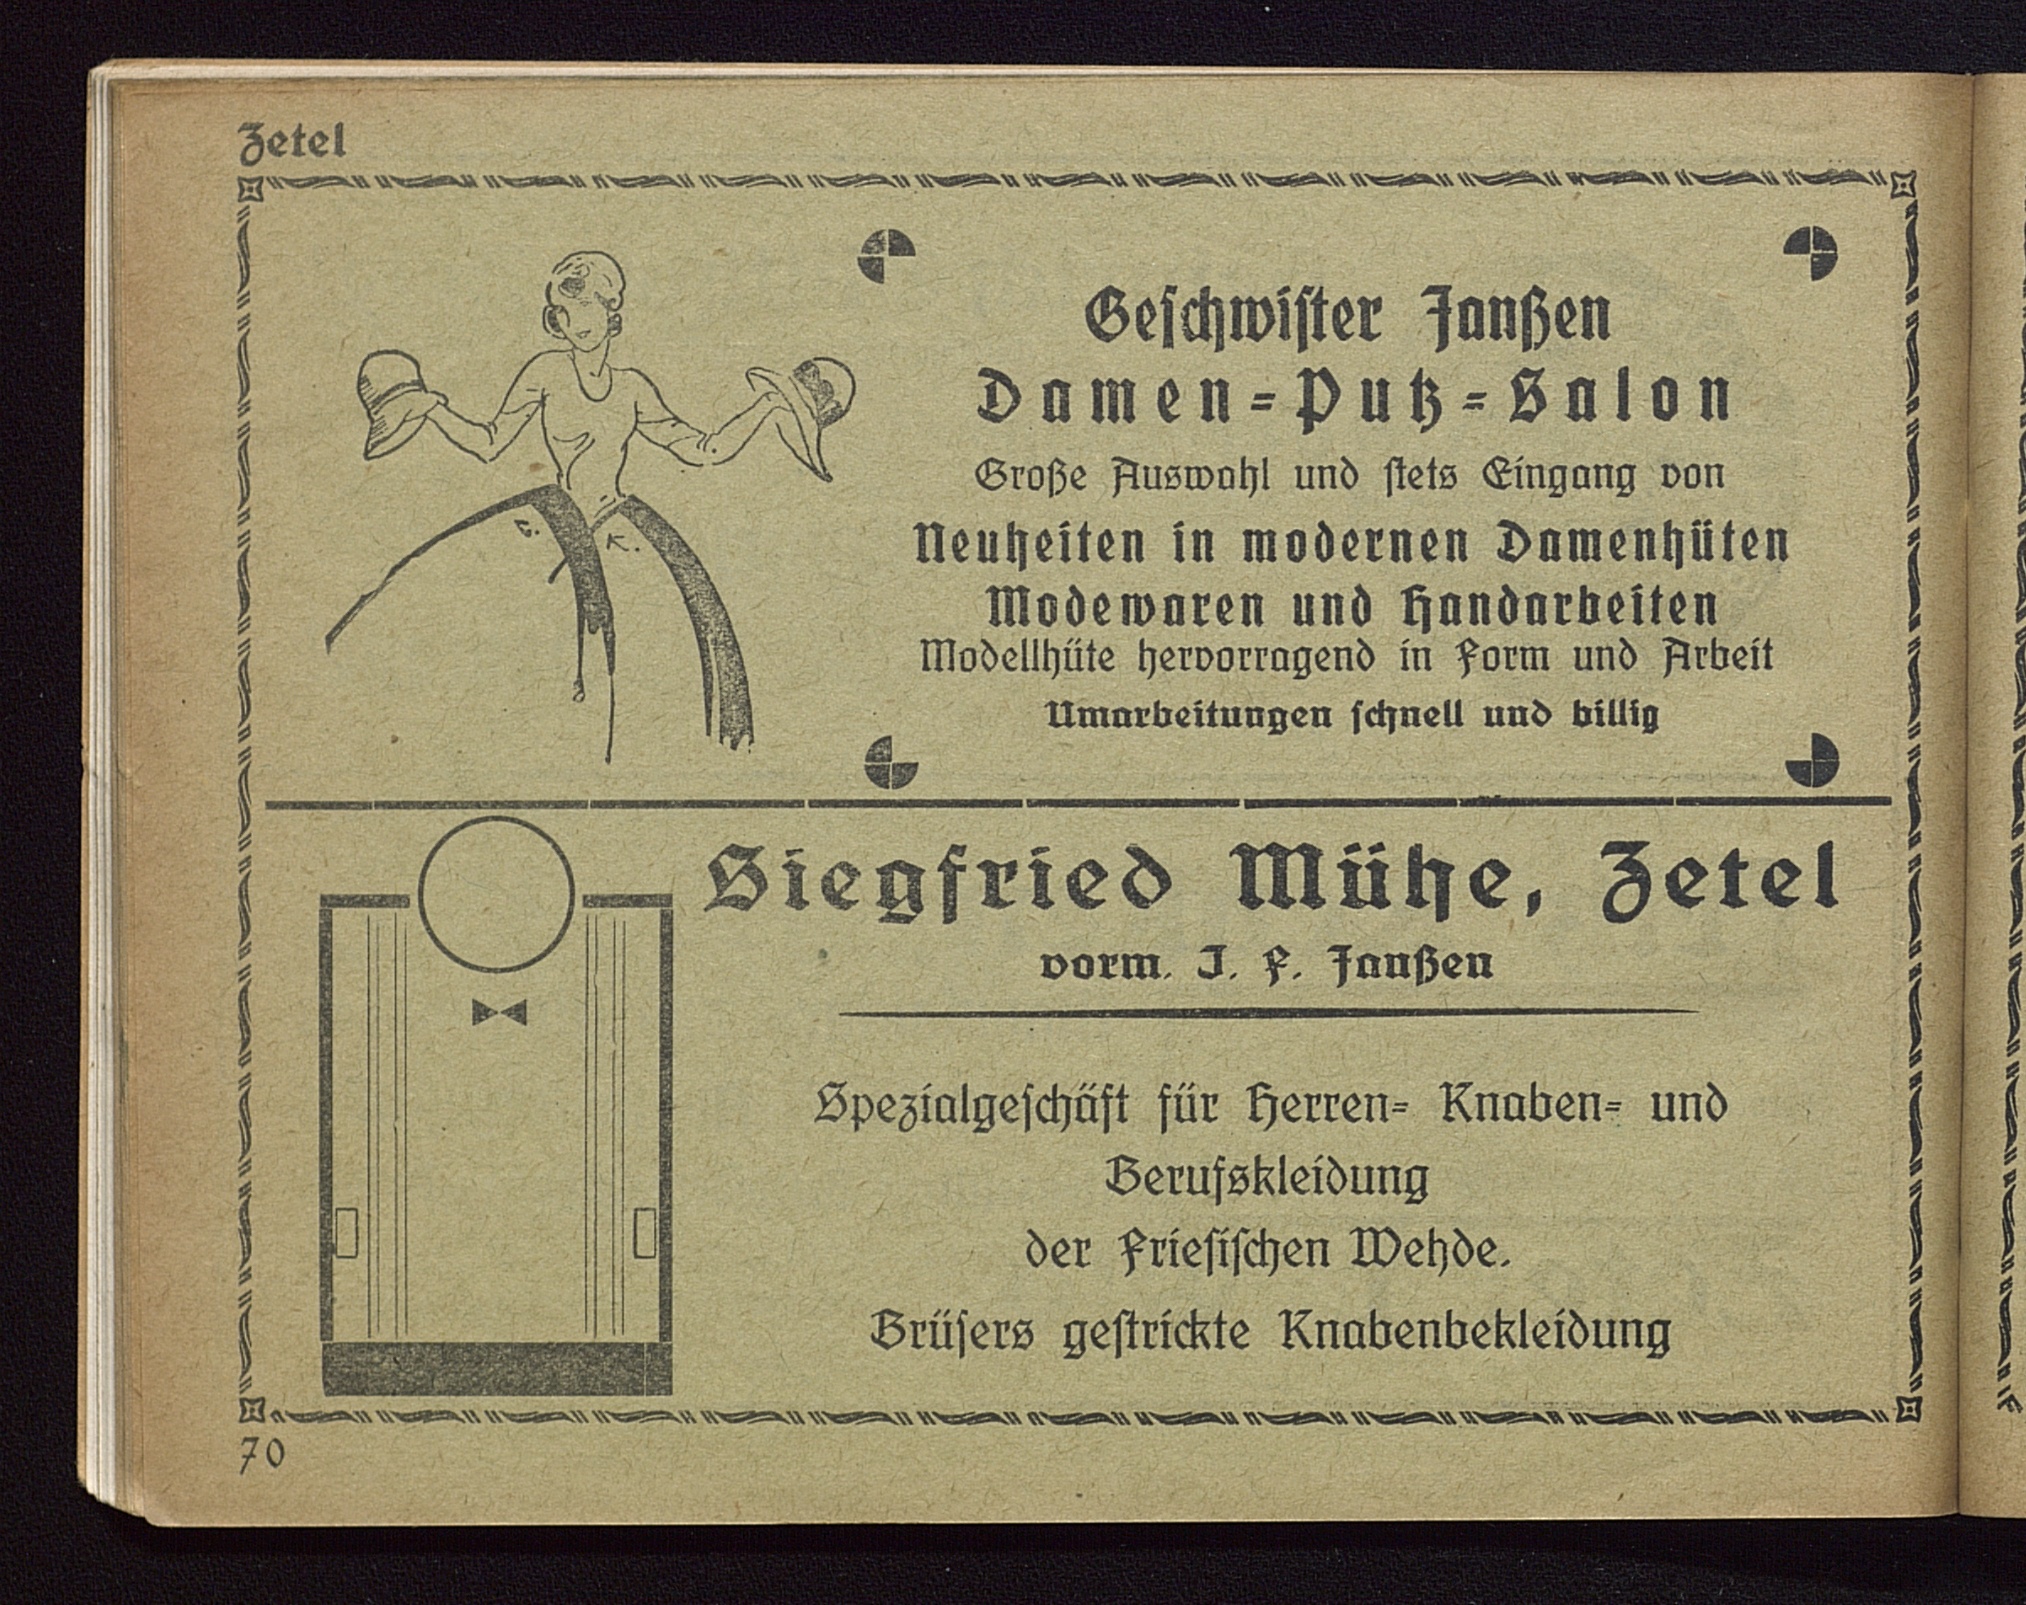 Zetel
Geschwister Janßen
Damen-Putz-Salon
Große Auswahl und stets Eingang von
Neuheiten in modernen Damenhüten
Modewaren und Handarbeiten
Modellhüte hervorragend in Form und Arbeit
Umarbeitungen schnell und billig
G. K.
Siegfried Mühe, Zetel
vorm. J. F. Janßen
Spezialgeschäft für Herren- Knaben- und
Berufskleidung
der Friesischen Wehde.
Brüsers gestrickte Knabenbekleidung
70